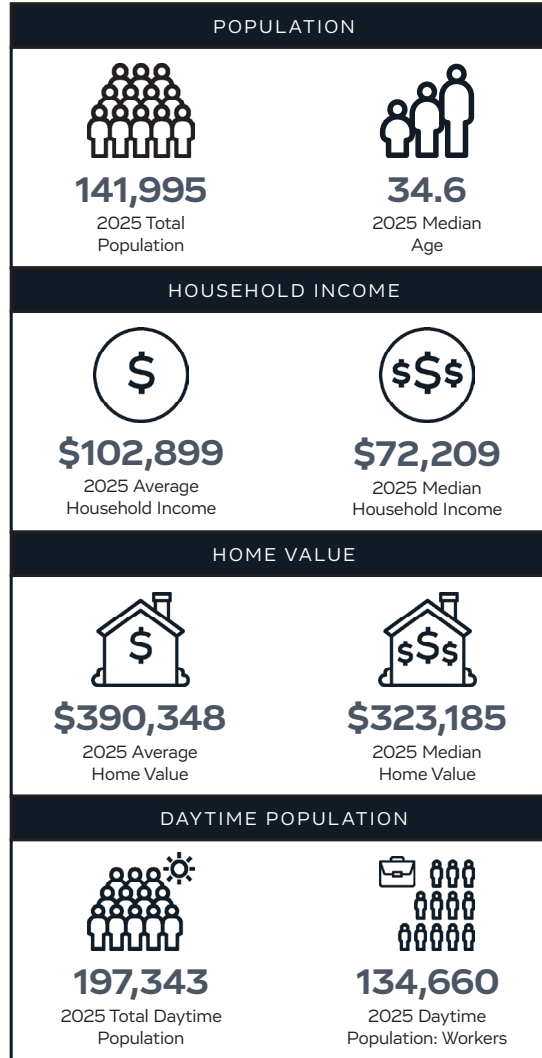 POPULATION
141,995
2025 Total
Population
34.6
2025 Median
Age
HOUSEHOLD INCOME
$
$102,899
2025 Average
Household Income
$$$
$72,209
2025 Median
Household Income
HOME VALUE
$
$390,348
2025 Average
Home Value
$$$
$323,185
2025 Median
Home Value
DAYTIME POPULATION
197,343
2025 Total Daytime
Population
134,660
2025 Daytime
Population: Workers